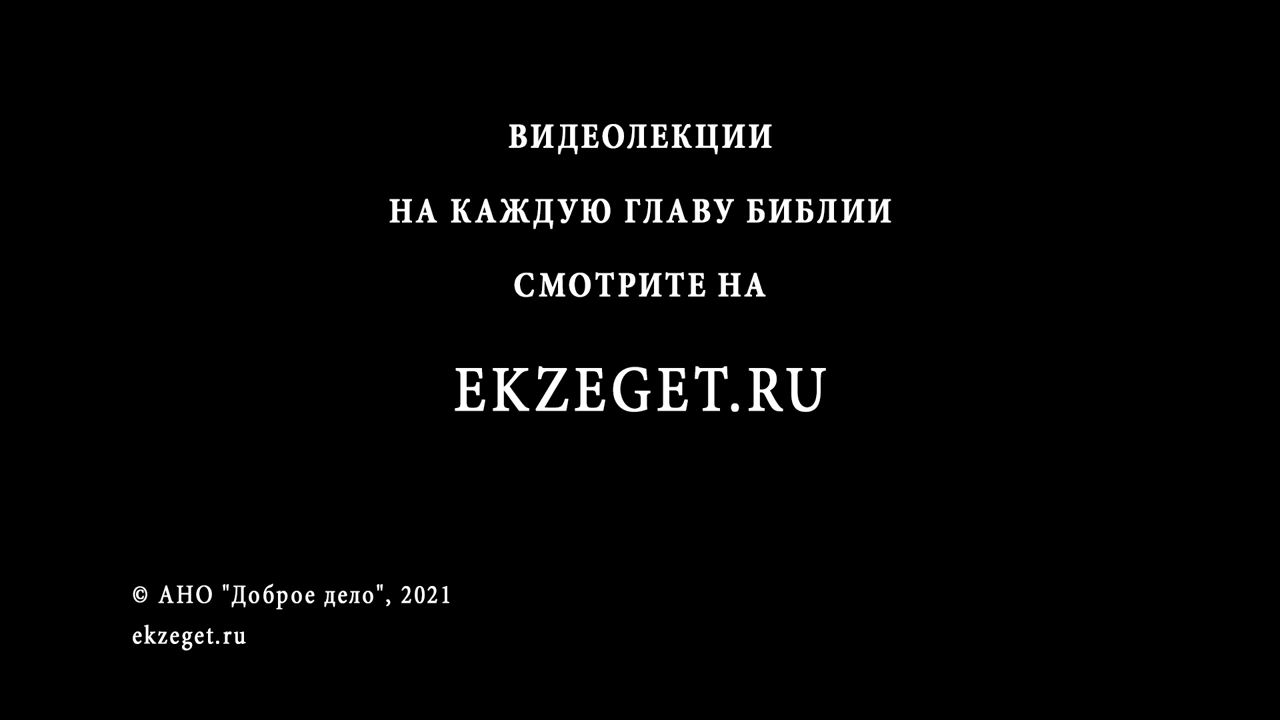 ВИДЕОЛЕКЦИИ
НА КАЖДУЮ ГЛАВУ БИБЛИИ
СМОТРИТЕ НА
EKZEGET.RU
© АНО "Доброе дело", 2021
ekzeget.ru